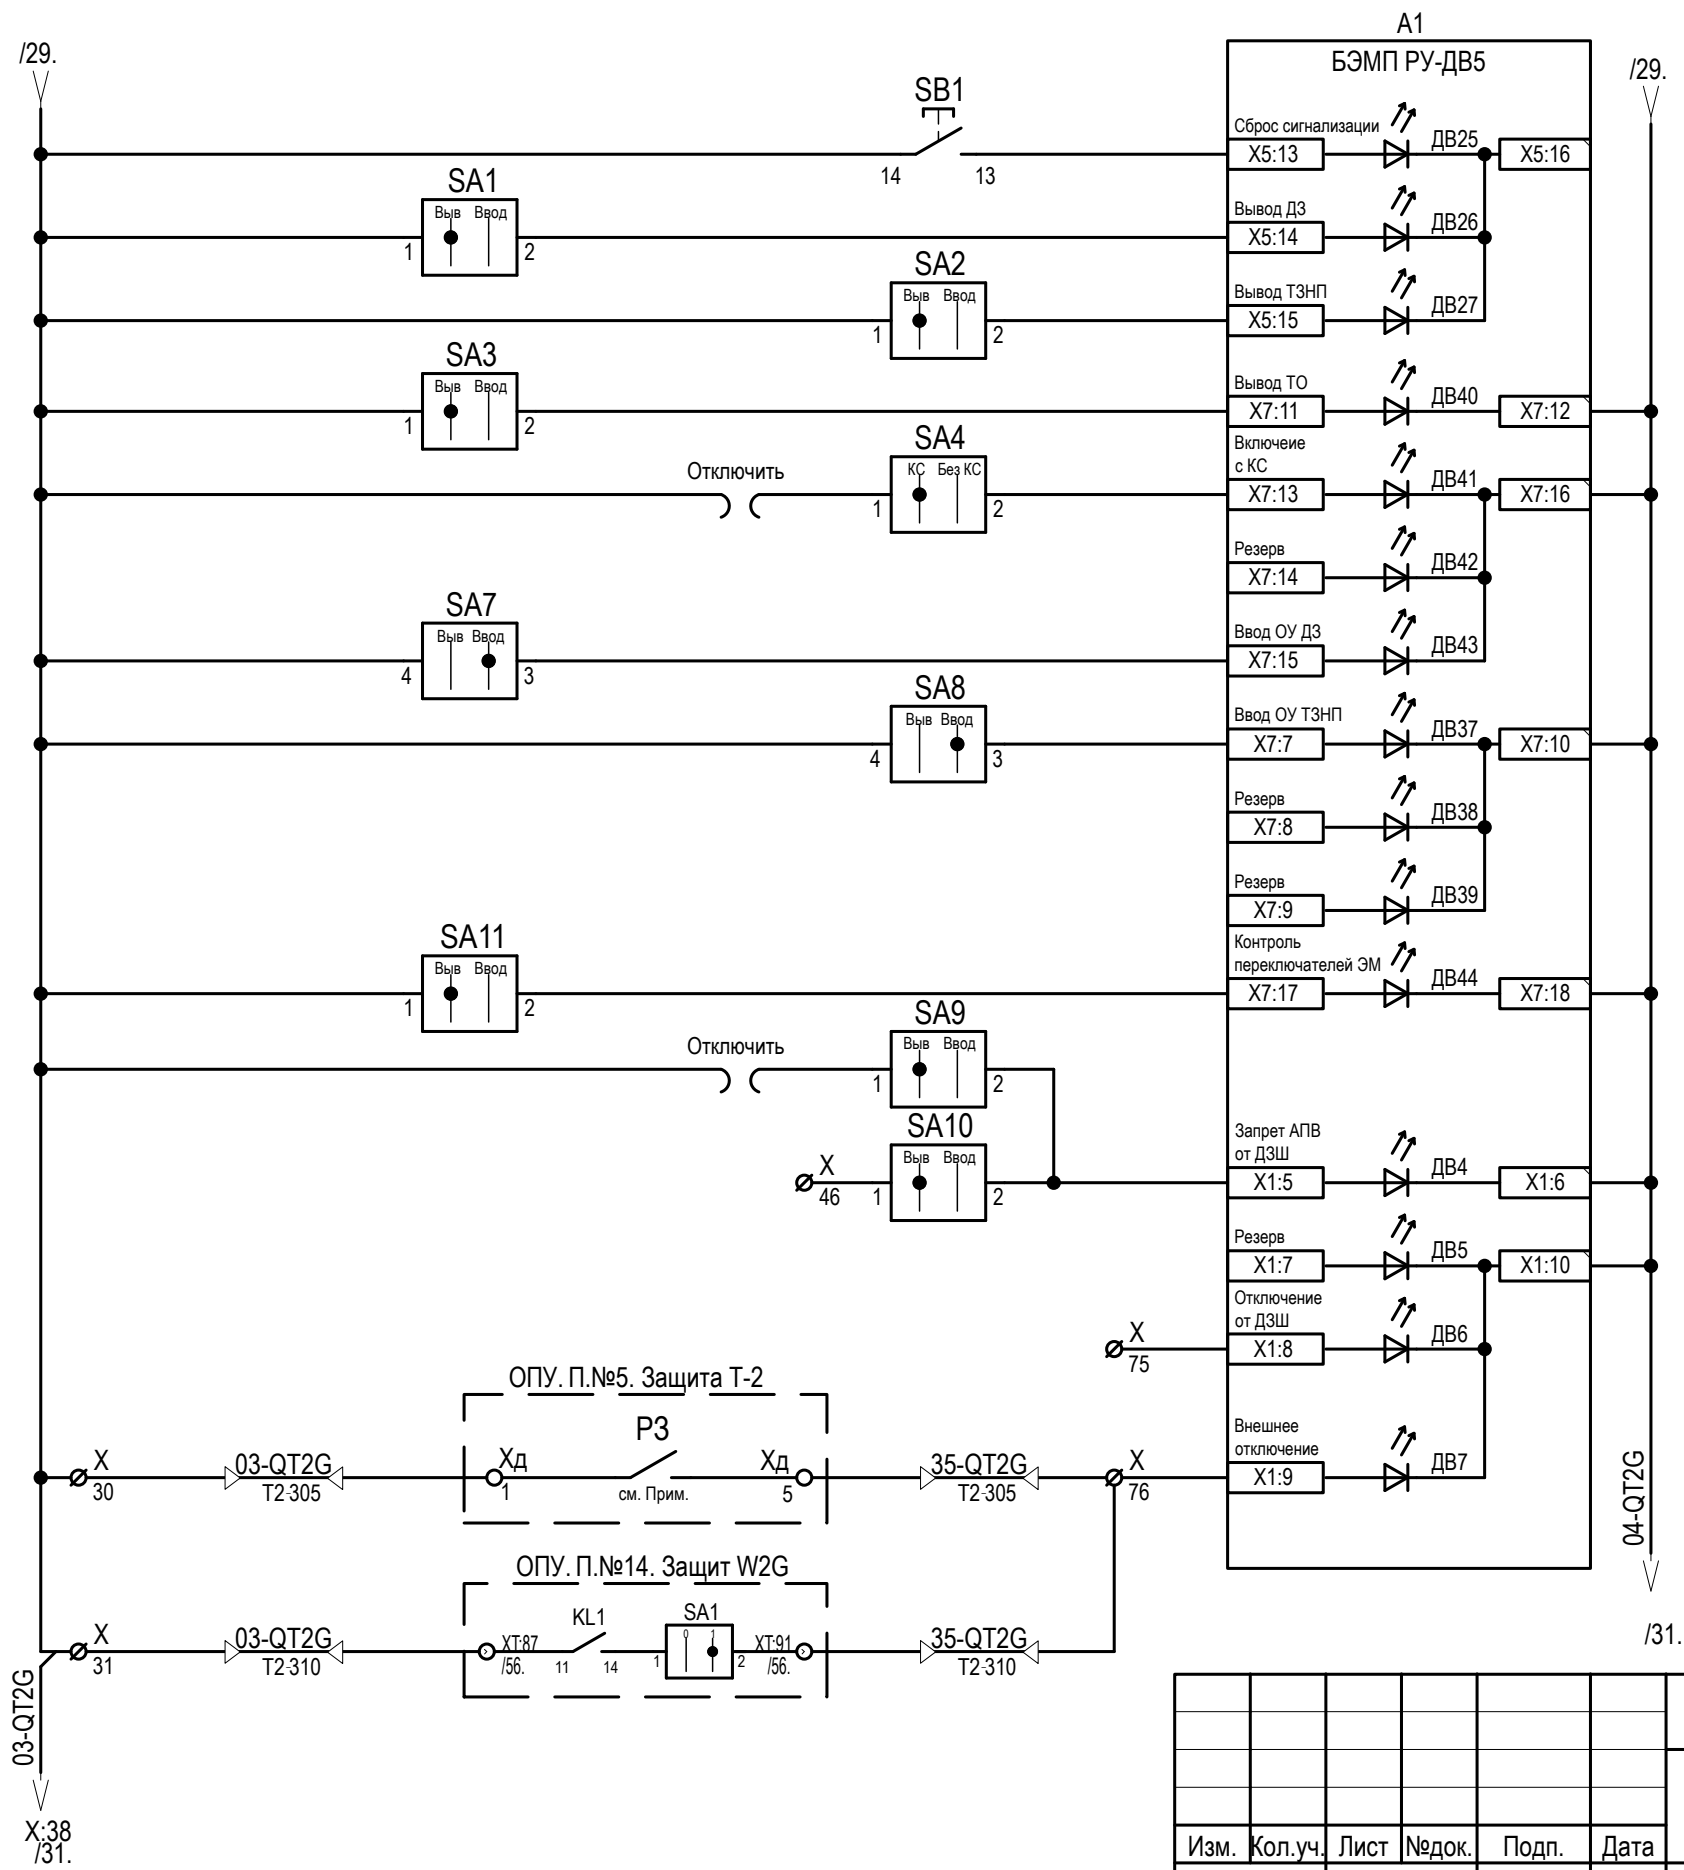 /29.
A1
БЭМП РУ-ДВ5
/29.
SB1
14
13
Сброс сигнализации
X5:13
ДВ25
X5:16
SA1
Выв Ввод
1
2
Вывод ДЗ
X5:14
ДВ26
SA2
Выв Ввод
1
2
Вывод ТЗНП
X5:15
ДВ27
SA3
Выв Ввод
1
2
Вывод ТО
X7:11
ДВ40
X7:12
Отключить
SA4
КС Без КС
1
2
Включеие
с КС
X7:13
ДВ41
X7:16
Резерв
X7:14
ДВ42
SA7
Выв Ввод
4
3
Ввод ОУ ДЗ
X7:15
ДВ43
SA8
Выв Ввод
4
3
Ввод ОУ ТЗНП
X7:7
ДВ37
X7:10
Резерв
X7:8
ДВ38
Резерв
X7:9
ДВ39
SA11
Выв Ввод
1
2
Контроль
переключателей ЭМ
X7:17
ДВ44
X7:18
Отключить
SA9
Выв Ввод
1
2
X
46
SA10
Выв Ввод
1
2
Запрет АПВ
от ДЗШ
X1:5
ДВ4
X1:6
Резерв
X1:7
ДВ5
X1:10
X
75
Отключение
от ДЗШ
X1:8
ДВ6
ОПУ. П.№5. Защита Т-2
X
30
03-QT2G
T2-305
Хд
1
РЗ
см. Прим.
Хд
5
35-QT2G
T2-305
X
76
Внешнее
отключение
X1:9
ДВ7
04-QT2G
/31.
ОПУ. П.№14. Защит W2G
X
31
03-QT2G
T2-310
XT:87
/56.
KL1
11
14
SA1
0 1
1
2
XT:91
/56.
35-QT2G
T2-310
03-QT2G
X:38
/31.
Изм. Кол.уч. Лист №док. Подп. Дата